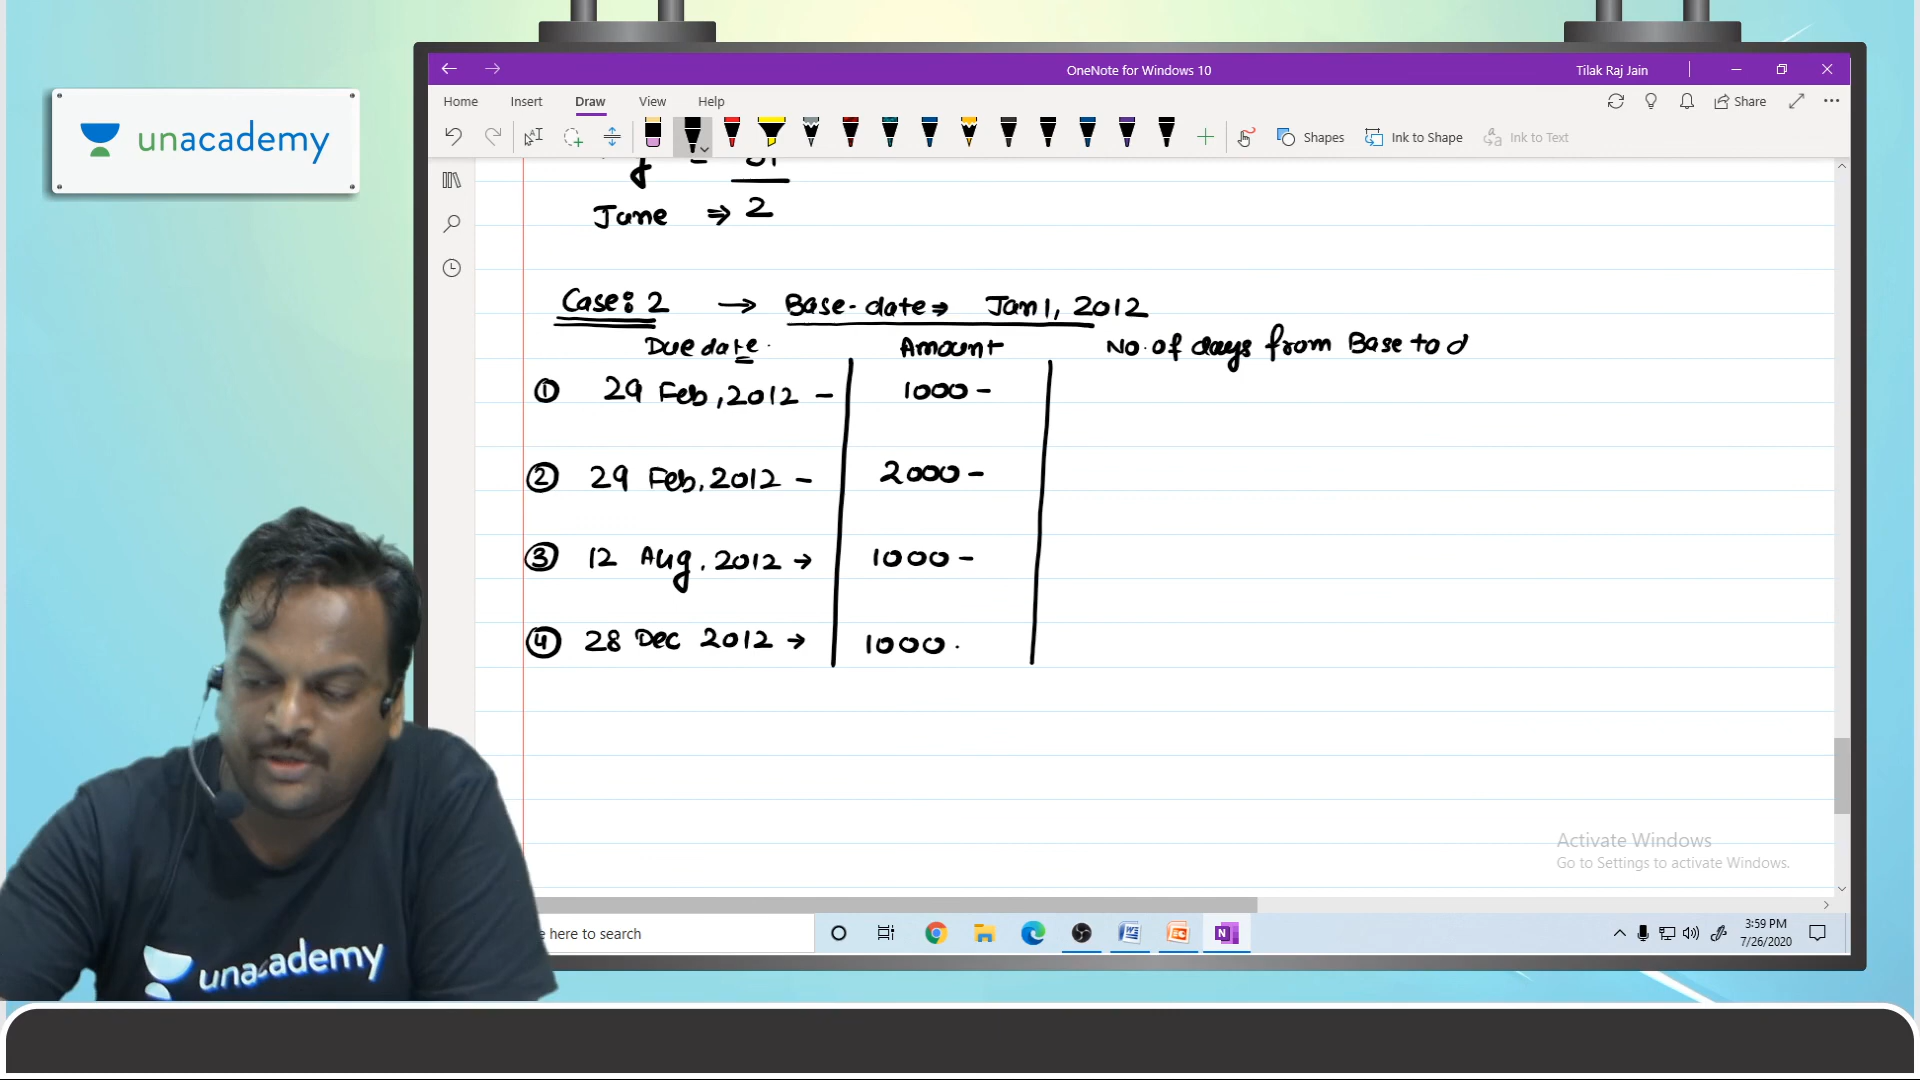 unacademy
OneNote for Windows 10
Tilak Raj Jain
Home Insert Draw View Help
Share
Shapes Ink to Shape Ink to Text
June ⇒ 2
Case: 2 → Base-date ⇒ Jan 1, 2012
Due date. Amount No. of days from Base to d
① 29 Feb, 2012 - 1000 -
② 29 Feb, 2012 - 2000 -
③ 12 Aug. 2012 → 1000 -
④ 28 Dec 2012 → 1000 .
Activate Windows
Go to Settings to activate Windows.
unacademy
here to search
3:59 PM
7/26/2020